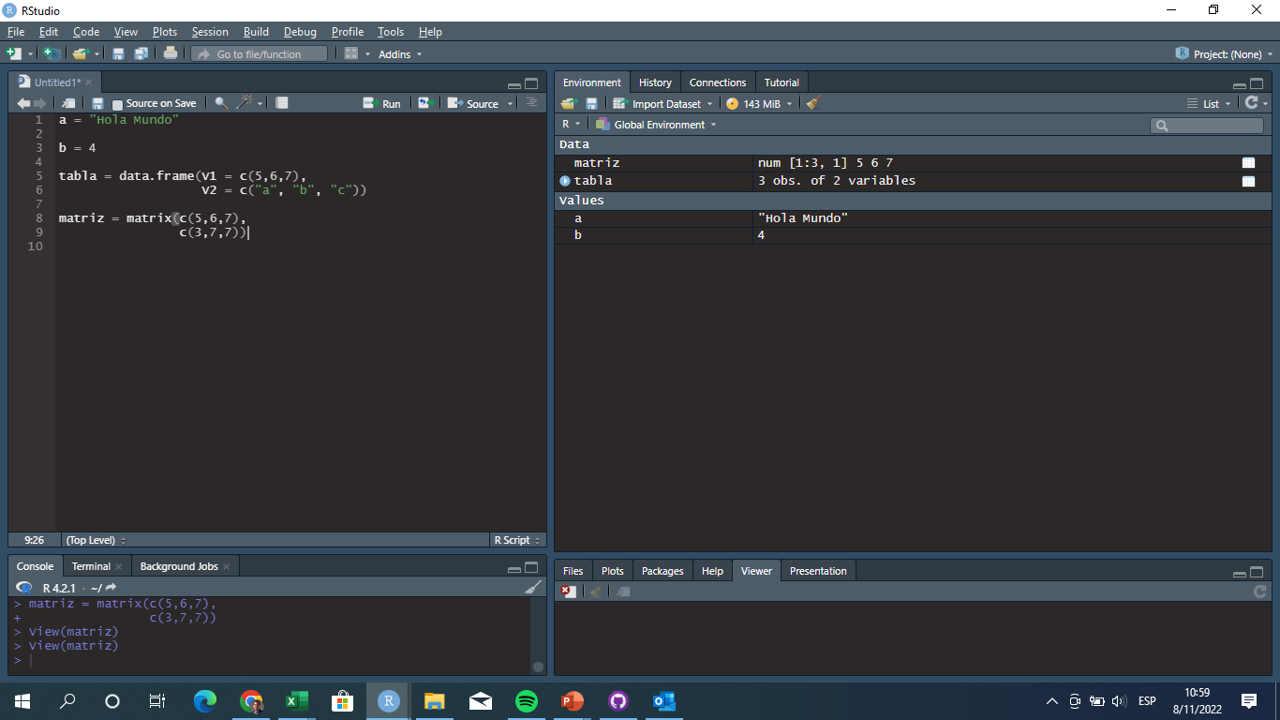 RStudio
File Edit Code View Plots Session Build Debug Profile Tools Help
Go to file/function Addins Project: (None)
Untitled1*
Source on Save Run Source
1 a = "Hola Mundo"
2
3 b = 4
4
5 tabla = data.frame(V1 = c(5,6,7),
6 V2 = c("a", "b", "c"))
7
8 matriz = matrix(c(5,6,7),
9 c(3,7,7))
10
9:26 (Top Level) R Script
Console Terminal Background Jobs
R 4.2.1 · ~/
> matriz = matrix(c(5,6,7),
+ c(3,7,7))
> View(matriz)
> View(matriz)
>
Environment History Connections Tutorial
Import Dataset 143 MiB List
R Global Environment
Data
matriz num [1:3, 1] 5 6 7
tabla 3 obs. of 2 variables
Values
a "Hola Mundo"
b 4
Files Plots Packages Help Viewer Presentation
ESP 10:59
8/11/2022